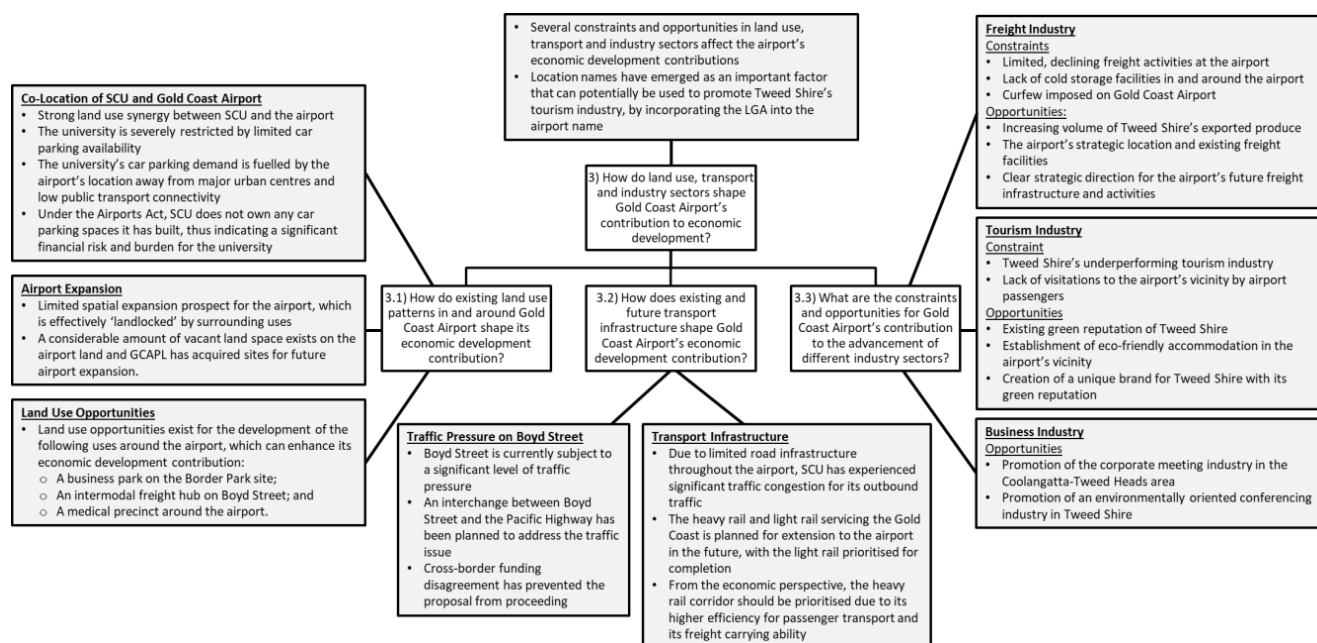 • Several constraints and opportunities in land use,
transport and industry sectors affect the airport’s
economic development contributions
• Location names have emerged as an important factor
that can potentially be used to promote Tweed Shire’s
tourism industry, by incorporating the LGA into the
airport name
3) How do land use, transport
and industry sectors shape
Gold Coast Airport’s
contribution to economic
development?
3.1) How do existing land use
patterns in and around Gold
Coast Airport shape its
economic development
contribution?
3.2) How does existing and
future transport
infrastructure shape Gold
Coast Airport’s economic
development contribution?
3.3) What are the constraints
and opportunities for Gold
Coast Airport’s contribution
to the advancement of
different industry sectors?
Co-Location of SCU and Gold Coast Airport
• Strong land use synergy between SCU and the airport
• The university is severely restricted by limited car
parking availability
• The university’s car parking demand is fuelled by the
airport’s location away from major urban centres and
low public transport connectivity
• Under the Airports Act, SCU does not own any car
parking spaces it has built, thus indicating a significant
financial risk and burden for the university
Airport Expansion
• Limited spatial expansion prospect for the airport, which
is effectively ‘landlocked’ by surrounding uses
• A considerable amount of vacant land space exists on the
airport land and GCAPL has acquired sites for future
airport expansion.
Land Use Opportunities
• Land use opportunities exist for the development of the
following uses around the airport, which can enhance its
economic development contribution:
o A business park on the Border Park site;
o An intermodal freight hub on Boyd Street; and
o A medical precinct around the airport.
Traffic Pressure on Boyd Street
• Boyd Street is currently subject to
a significant level of traffic
pressure
• An interchange between Boyd
Street and the Pacific Highway has
been planned to address the traffic
issue
• Cross-border funding
disagreement has prevented the
proposal from proceeding
Transport Infrastructure
• Due to limited road infrastructure
throughout the airport, SCU has experienced
significant traffic congestion for its outbound
traffic
• The heavy rail and light rail servicing the Gold
Coast is planned for extension to the airport
in the future, with the light rail prioritised for
completion
• From the economic perspective, the heavy
rail corridor should be prioritised due to its
higher efficiency for passenger transport and
its freight carrying ability
Freight Industry
Constraints
• Limited, declining freight activities at the airport
• Lack of cold storage facilities in and around the airport
• Curfew imposed on Gold Coast Airport
Opportunities:
• Increasing volume of Tweed Shire’s exported produce
• The airport’s strategic location and existing freight
facilities
• Clear strategic direction for the airport’s future freight
infrastructure and activities
Tourism Industry
Constraint
• Tweed Shire’s underperforming tourism industry
• Lack of visitations to the airport’s vicinity by airport
passengers
Opportunities
• Existing green reputation of Tweed Shire
• Establishment of eco-friendly accommodation in the
airport’s vicinity
• Creation of a unique brand for Tweed Shire with its
green reputation
Business Industry
Opportunities
• Promotion of the corporate meeting industry in the
Coolangatta-Tweed Heads area
• Promotion of an environmentally oriented conferencing
industry in Tweed Shire